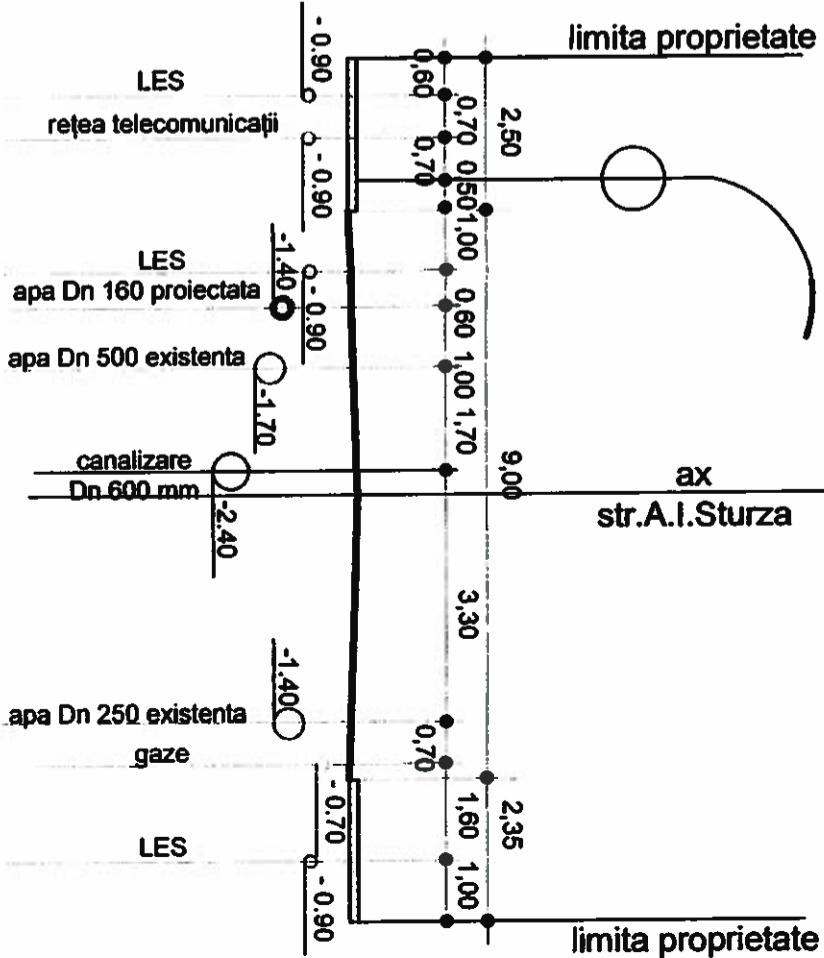 limita proprietate
- 0.90
LES
0,60
rețea telecomunicații
0,70
2,50
0,70
- 0.90
0,50
1,00
LES
-1.40
apa Dn 160 proiectata
- 0.90
0,60
apa Dn 500 existenta
1,00
-1.70
1,70
canalizare
9,00
ax
Dn 600 mm
-2.40
str.A.I.Sturza
3,30
-1.40
apa Dn 250 existenta
gaze
0,70
- 0.70
1,60
2,35
LES
- 0.90
1,00
limita proprietate